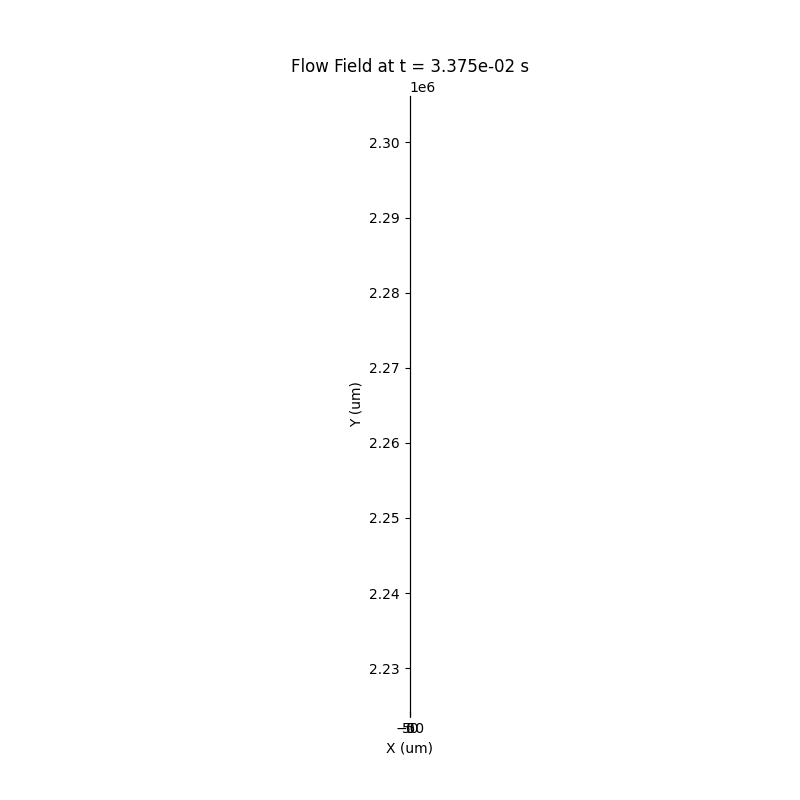 Flow Field at t = 3.375e-02 s
1e6
2.30
2.29
2.28
2.27
2.26
2.25
2.24
2.23
Y (um)
X (um)